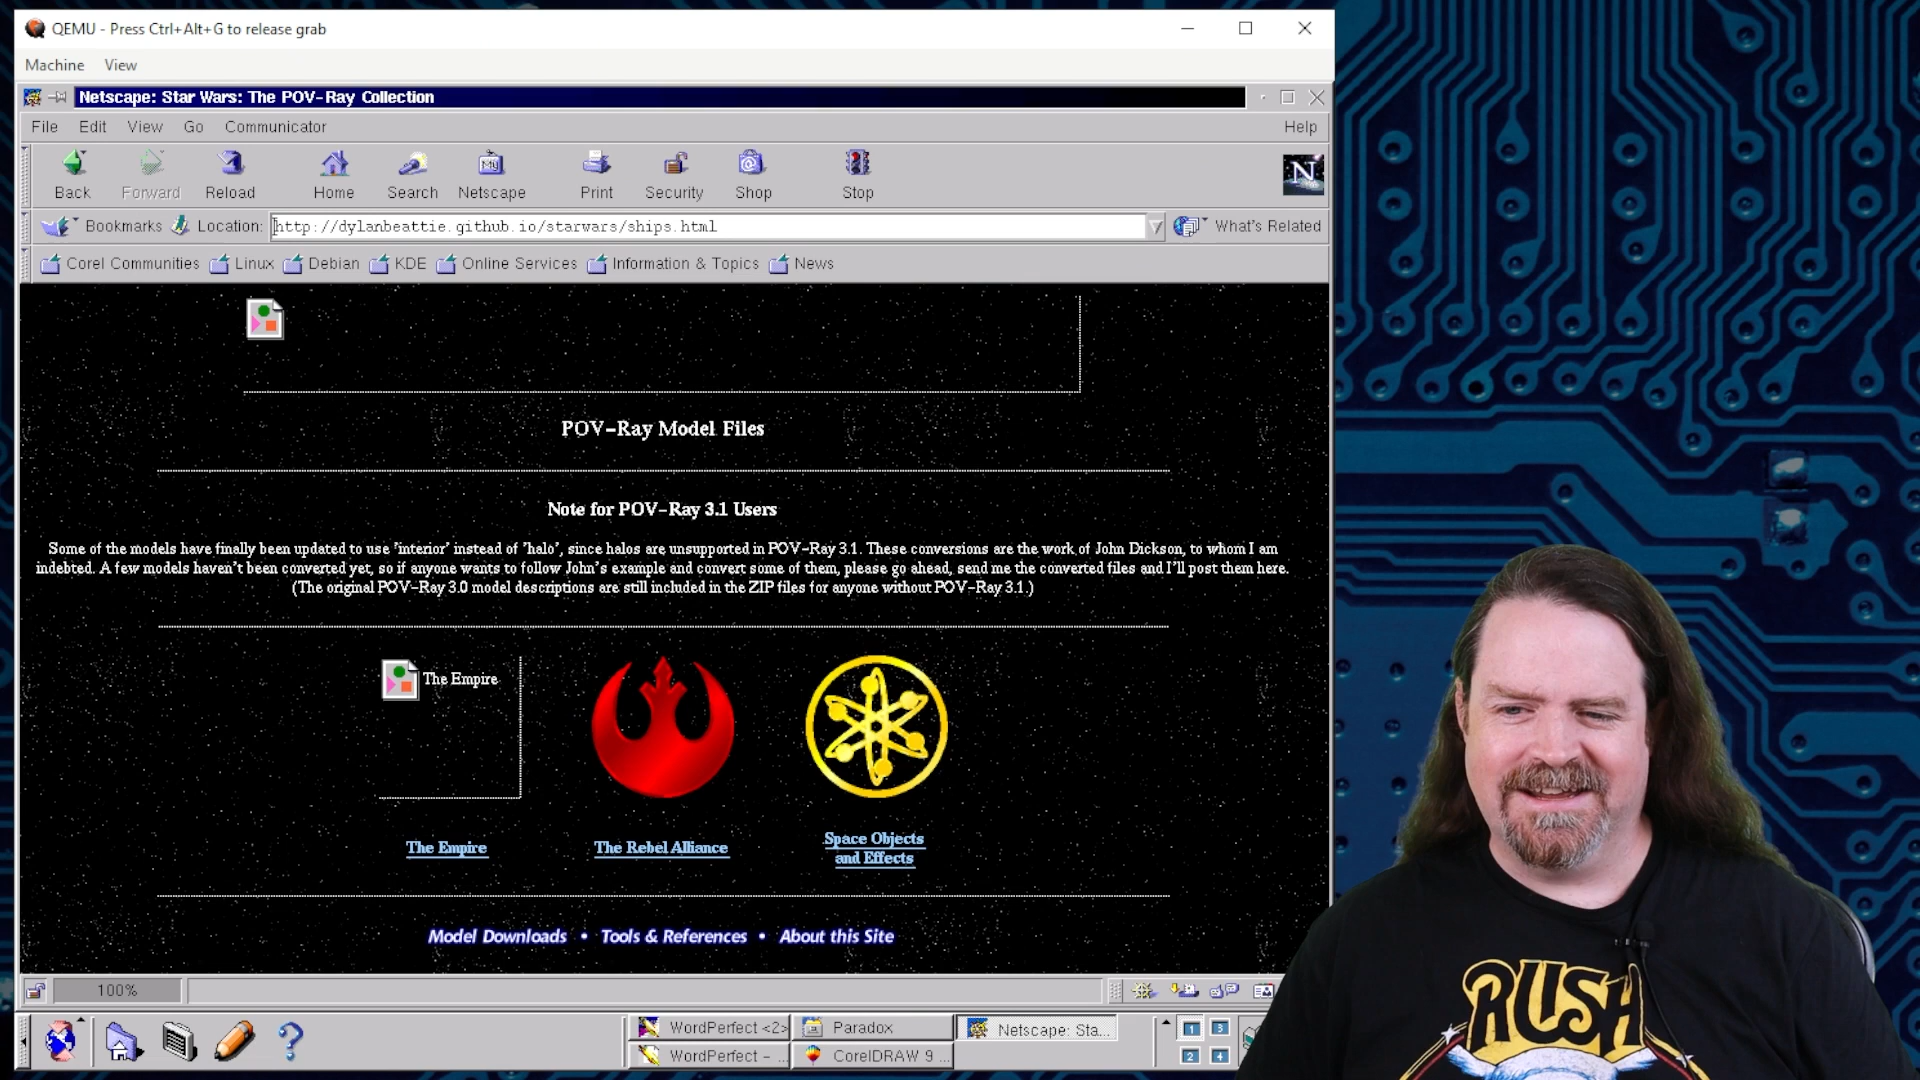 QEMU - Press Ctrl+Alt+G to release grab
Machine View
Netscape: Star Wars: The POV-Ray Collection
File Edit View Go Communicator Help
Back Forward Reload Home Search My Netscape Print Security Shop Stop N
Bookmarks Location: http://dylanbeattie.github.io/starwars/ships.html What's Related
Corel Communities Linux Debian KDE Online Services Information & Topics News
POV-Ray Model Files
Note for POV-Ray 3.1 Users
Some of the models have finally been updated to use 'interior' instead of 'halo', since halos are unsupported in POV-Ray 3.1. These conversions are the work of John Dickson, to whom I am
indebted. A few models haven't been converted yet, so if anyone wants to follow John's example and convert some of them, please go ahead, send me the converted files and I'll post them here.
(The original POV-Ray 3.0 model descriptions are still included in the ZIP files for anyone without POV-Ray 3.1.)
The Empire
The Empire The Rebel Alliance Space Objects
and Effects
Model Downloads • Tools & References • About this Site
100%
WordPerfect <2> Paradox Netscape: Sta... 1 3
WordPerfect - ... CorelDRAW 9 ... 2 4
RUSH